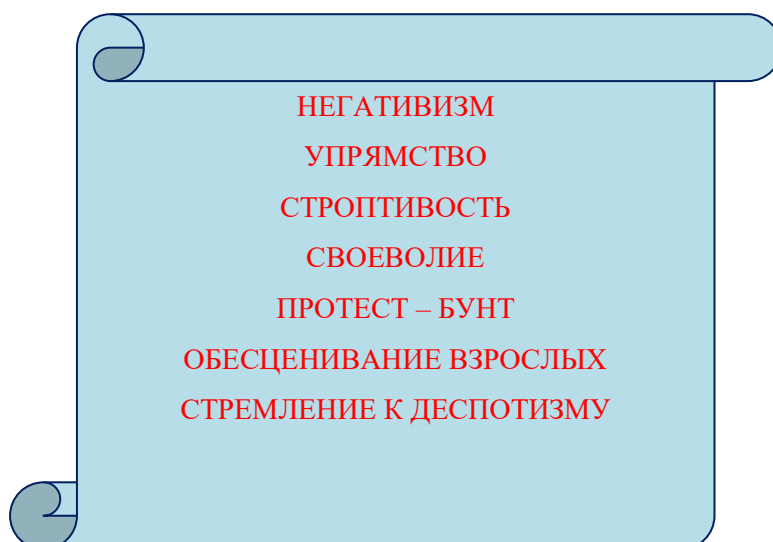 НЕГАТИВИЗМ
УПРЯМСТВО
СТРОПТИВОСТЬ
СВОЕВОЛИЕ
ПРОТЕСТ – БУНТ
ОБЕСЦЕНИВАНИЕ ВЗРОСЛЫХ
СТРЕМЛЕНИЕ К ДЕСПОТИЗМУ